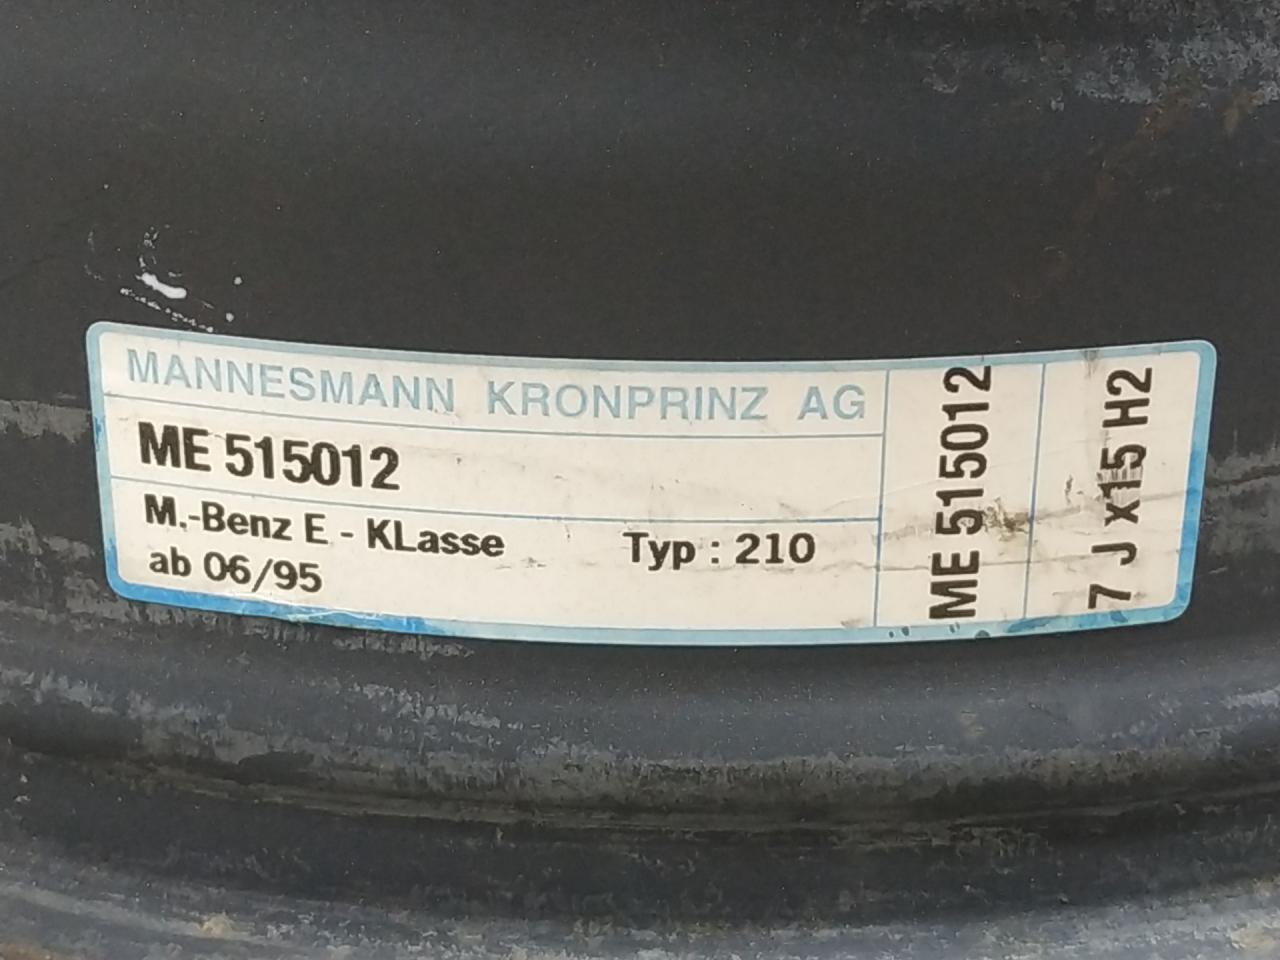 MANNESMANN KRONPRINZ AG
ME 515012
M.-Benz E - KLasse Typ : 210
ab 06/95
ME 515012
7 J x15 H2